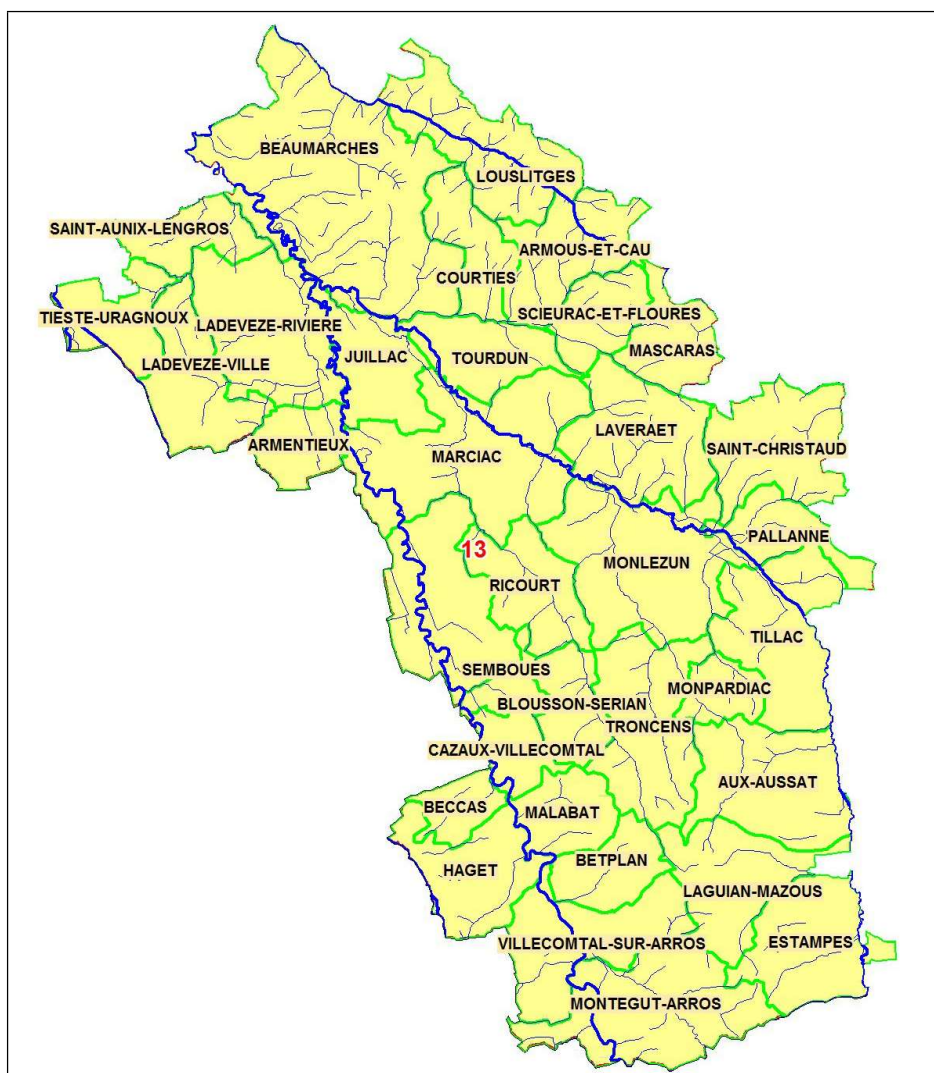 BEAUMARCHES
LOUSLITGES
SAINT-AUNIX-LENGROS
ARMOUS-ET-CAU
COURTIES
SCIEURAC-ET-FLOURES
TIESTE-URAGNOUX
LADEVEZE-RIVIERE
MASCARAS
JUILLAC
TOURDUN
LADEVEZE-VILLE
LAVERAET
ARMENTIEUX
SAINT-CHRISTAUD
MARCIAC
PALLANNE
13
MONLEZUN
RICOURT
TILLAC
SEMBOUES
MONPARDIAC
BLOUSSON-SERIAN
TRONCENS
CAZAUX-VILLECOMTAL
AUX-AUSSAT
BECCAS
MALABAT
BETPLAN
HAGET
LAGUIAN-MAZOUS
VILLECOMTAL-SUR-ARROS
ESTAMPES
MONTEGUT-ARROS